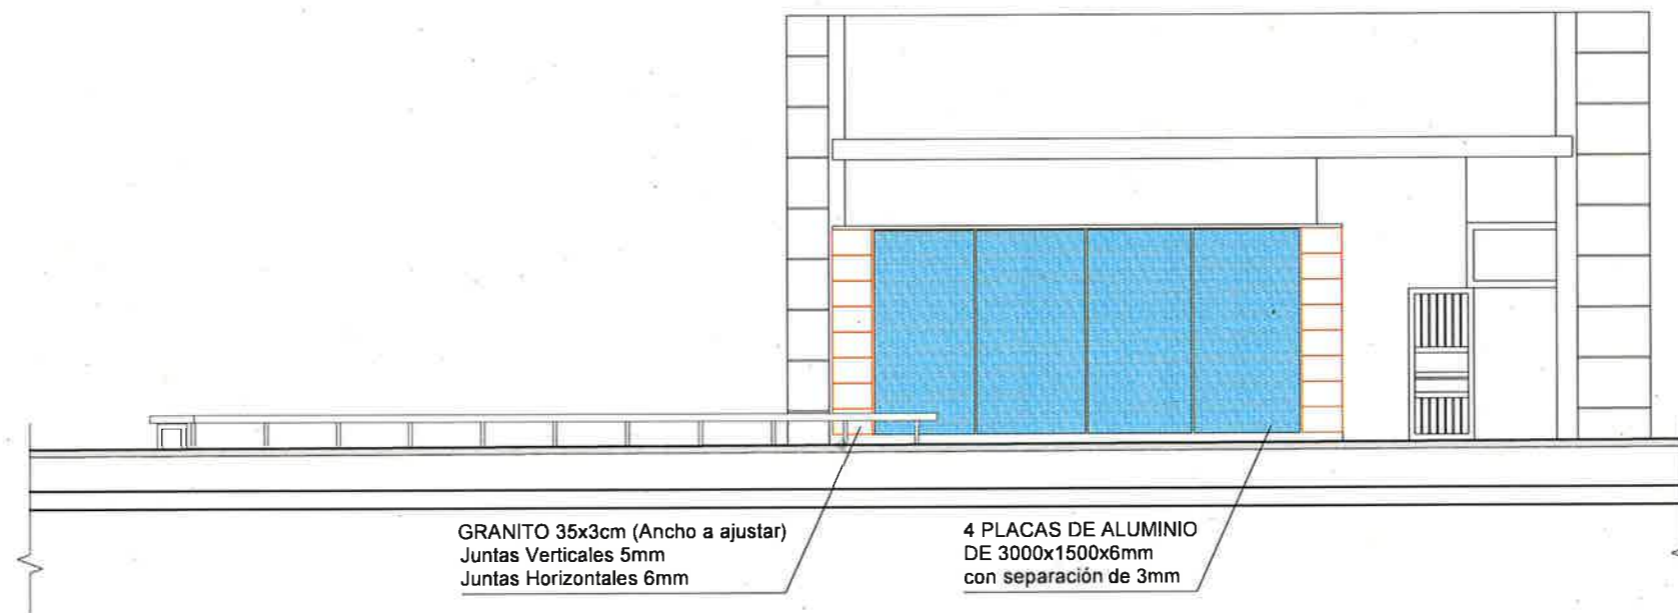 GRANITO 35x3cm (Ancho a ajustar)
Juntas Verticales 5mm
Juntas Horizontales 6mm
4 PLACAS DE ALUMINIO
DE 3000x1500x6mm
con separación de 3mm